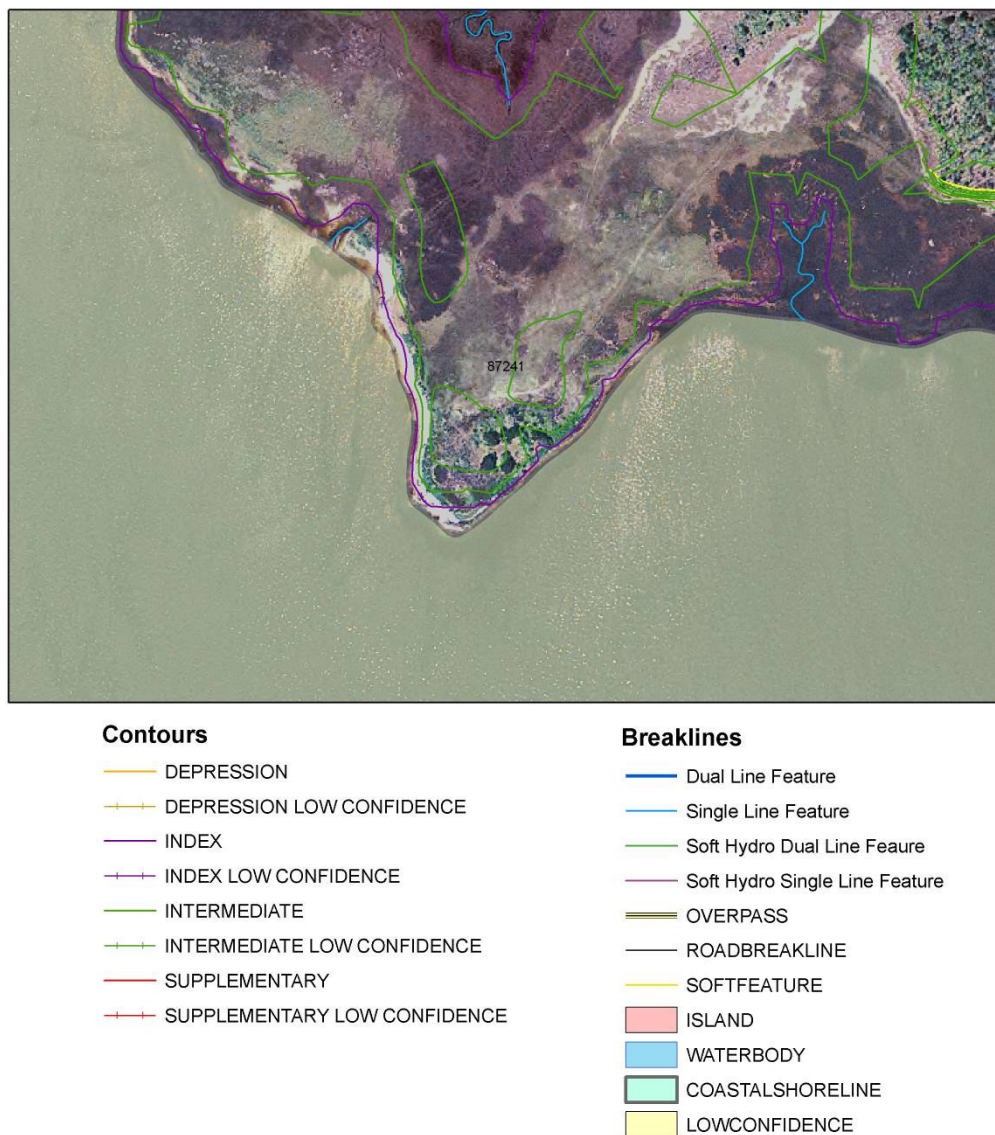 87241
Contours
DEPRESSION
DEPRESSION LOW CONFIDENCE
INDEX
INDEX LOW CONFIDENCE
INTERMEDIATE
INTERMEDIATE LOW CONFIDENCE
SUPPLEMENTARY
SUPPLEMENTARY LOW CONFIDENCE
Breaklines
Dual Line Feature
Single Line Feature
Soft Hydro Dual Line Feaure
Soft Hydro Single Line Feature
OVERPASS
ROADBREAKLINE
SOFTFEATURE
ISLAND
WATERBODY
COASTALSHORELINE
LOWCONFIDENCE